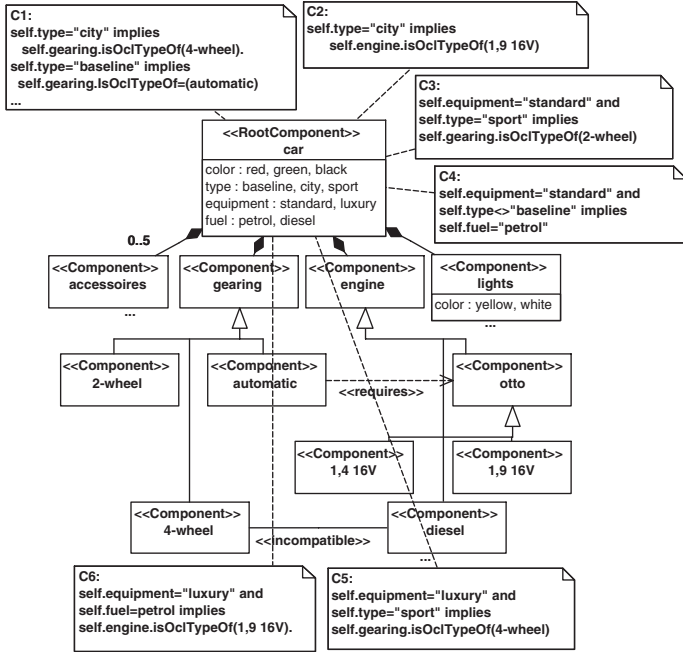 C1:
self.type="city" implies
self.gearing.isOclTypeOf(4-wheel).
self.type="baseline" implies
self.gearing.IsOclTypeOf=(automatic)
...
C2:
self.type="city" implies
self.engine.isOclTypeOf(1,9 16V)
C3:
self.equipment="standard" and
self.type="sport" implies
self.gearing.isOclTypeOf(2-wheel)
C4:
self.equipment="standard" and
self.type<>"baseline" implies
self.fuel="petrol"
<<RootComponent>>
car
color : red, green, black
type : baseline, city, sport
equipment : standard, luxury
fuel : petrol, diesel
0..5
<<Component>>
accessoires
...
<<Component>>
gearing
<<Component>>
engine
<<Component>>
lights
color : yellow, white
...
<<Component>>
2-wheel
<<Component>>
automatic
<<requires>>
<<Component>>
otto
<<Component>>
1,4 16V
<<Component>>
1,9 16V
<<Component>>
4-wheel
<<incompatible>>
<<Component>>
diesel
...
C6:
self.equipment="luxury" and
self.fuel=petrol implies
self.engine.isOclTypeOf(1,9 16V).
C5:
self.equipment="luxury" and
self.type="sport" implies
self.gearing.isOclTypeOf(4-wheel)